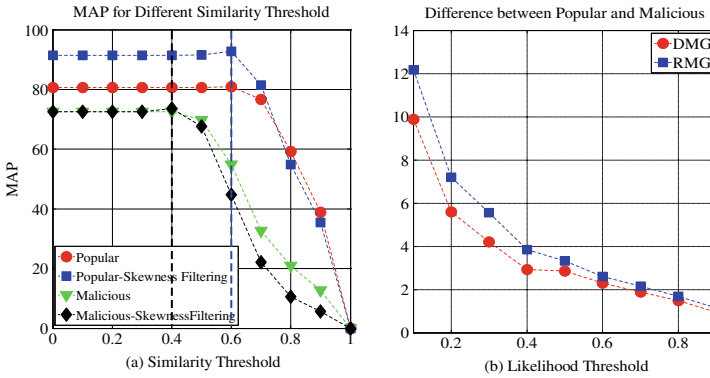 MAP for Different Similarity Threshold
100
80
60
40
20
0
MAP
Popular
Popular-Skewness Filtering
Malicious
Malicious-SkewnessFiltering
0
0.2
0.4
0.6
0.8
1
(a) Similarity Threshold
Difference between Popular and Malicious
14
12
10
8
6
4
2
0
DMG
RMG
0.2
0.4
0.6
0.8
(b) Likelihood Threshold